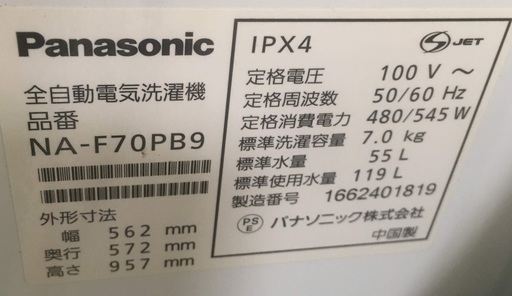 Panasonic
全自動電気洗濯機
品番
NA-F70PB9
外形寸法
幅 562 mm
奥行 572 mm
高さ 957 mm
IPX4
S JET
定格電圧 100 V ～
定格周波数 50/60 Hz
定格消費電力 480/545 W
標準洗濯容量 7.0 kg
標準水量 55 L
標準使用水量 119 L
製造番号 1662401819
PS E パナソニック株式会社
中国製